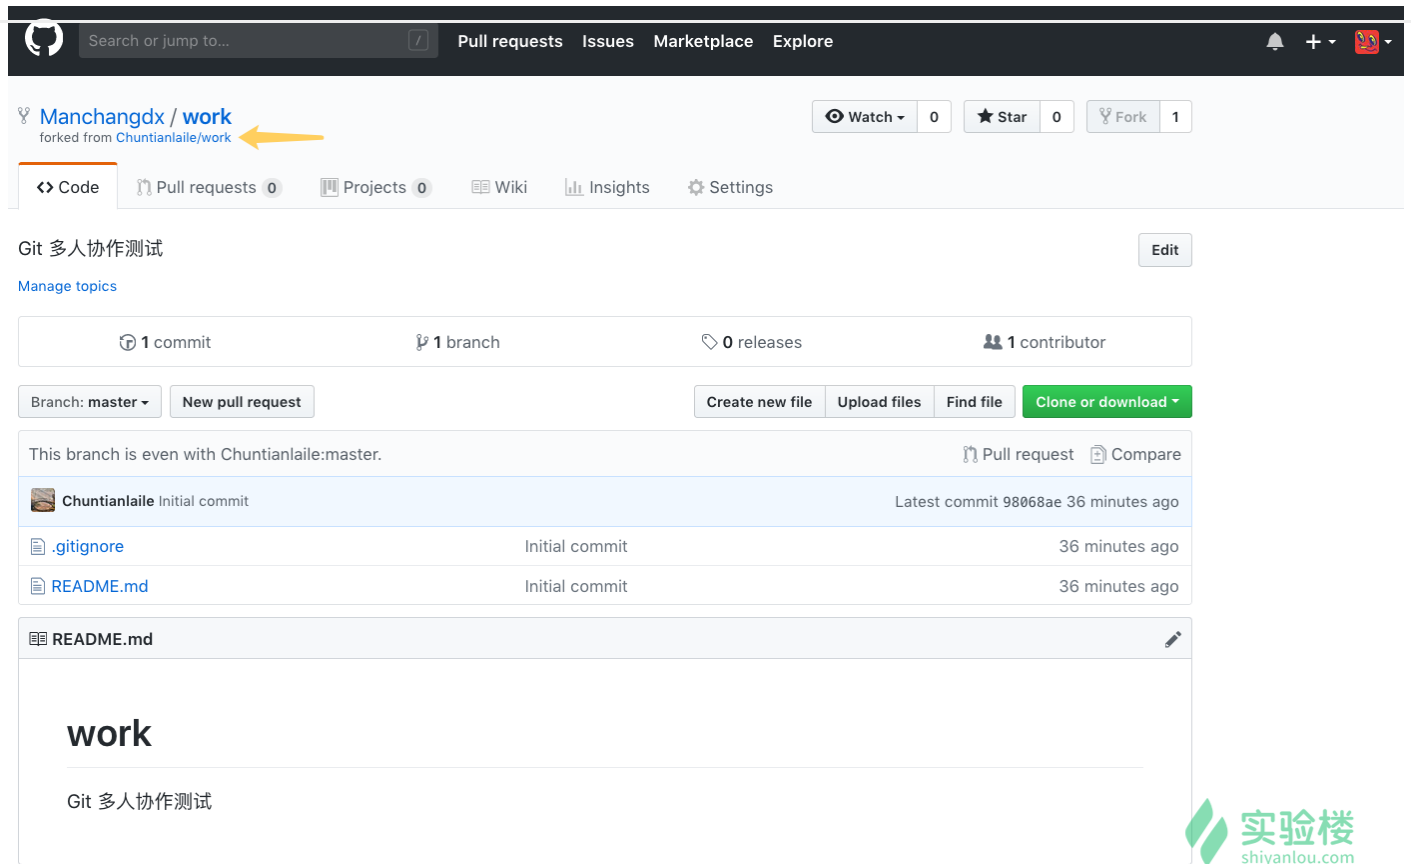 Search or jump to... / Pull requests Issues Marketplace Explore
Manchangdx / work
forked from Chuntianlaile/work
Watch 0 Star 0 Fork 1
Code Pull requests 0 Projects 0 Wiki Insights Settings
Git 多人协作测试 Edit
Manage topics
1 commit 1 branch 0 releases 1 contributor
Branch: master New pull request Create new file Upload files Find file Clone or download
This branch is even with Chuntianlaile:master. Pull request Compare
Chuntianlaile Initial commit Latest commit 98068ae 36 minutes ago
.gitignore Initial commit 36 minutes ago
README.md Initial commit 36 minutes ago
README.md
work
Git 多人协作测试
实验楼
shiyanlou.com